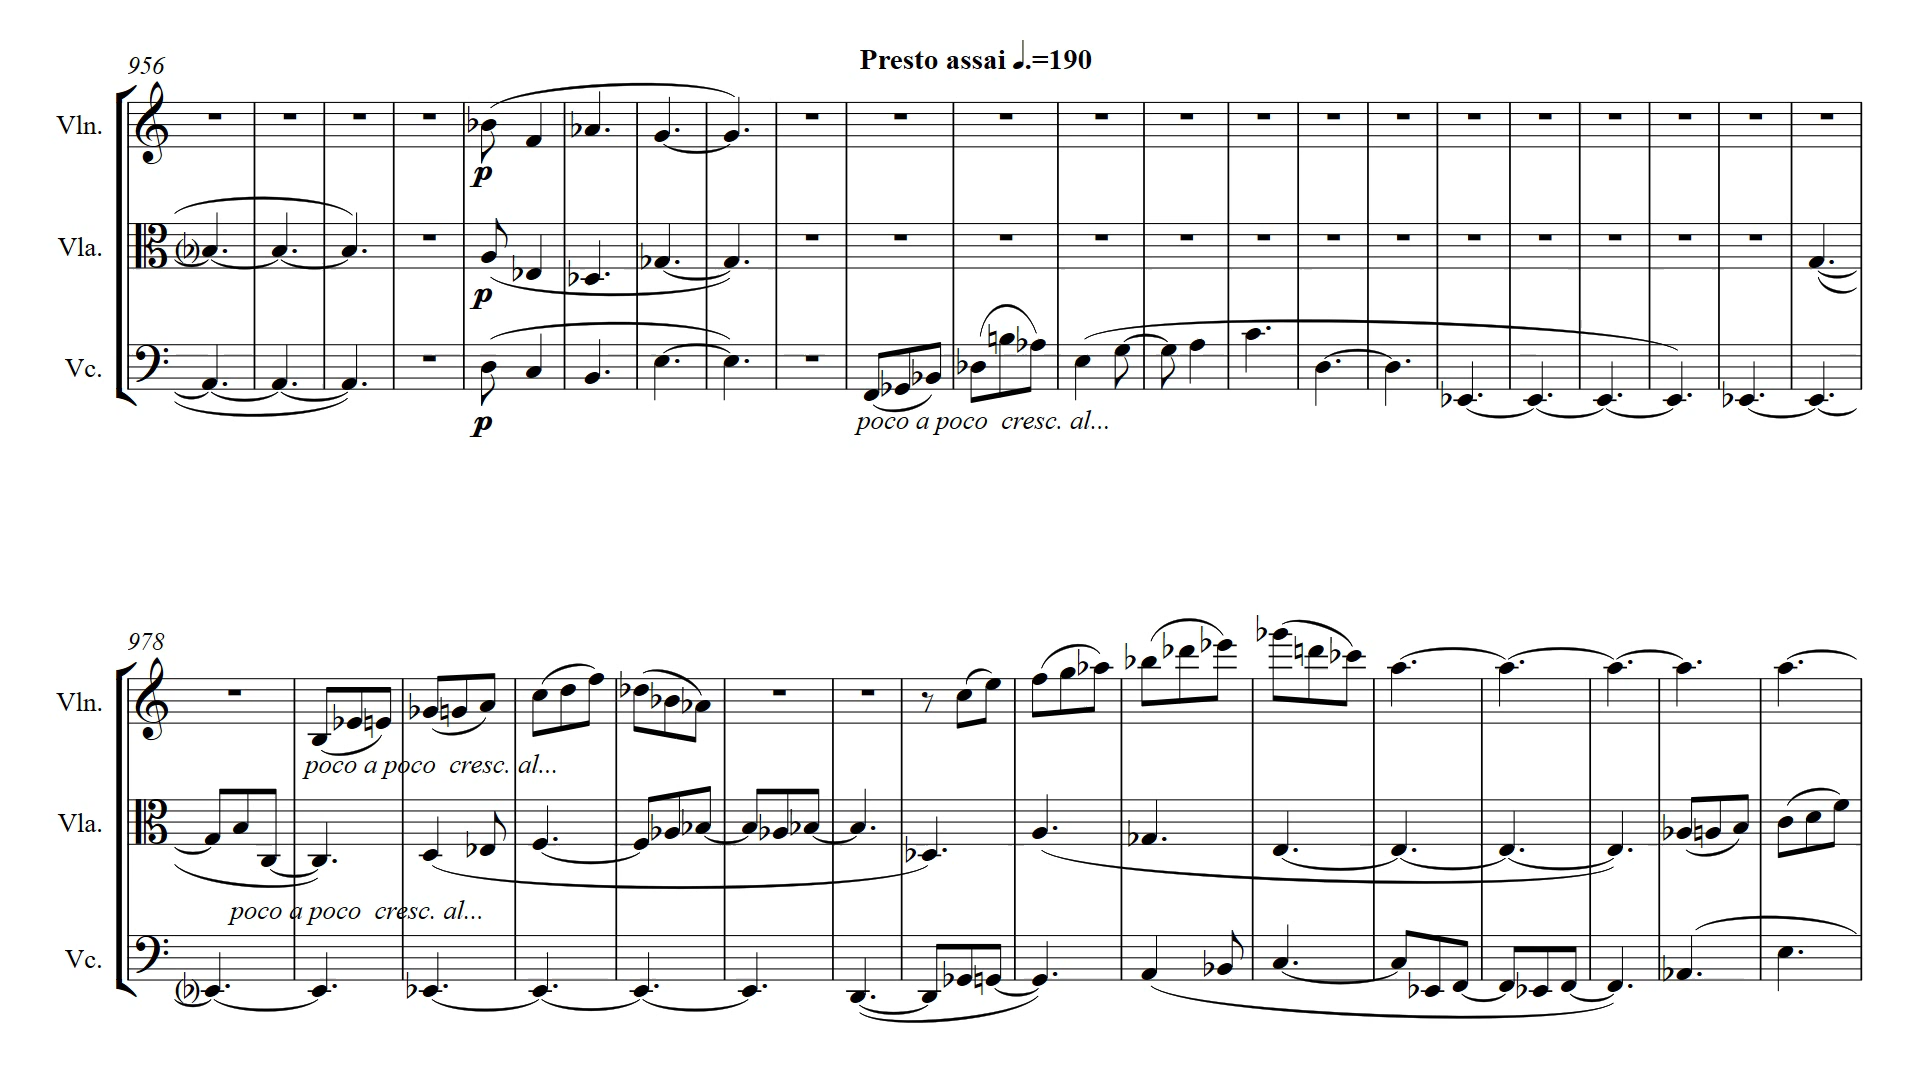 Presto assai ♩.=190
956
Vln.
p
Vla.
p
Vc.
p
poco a poco cresc. al...
978
Vln.
poco a poco cresc. al...
Vla.
poco a poco cresc. al...
Vc.